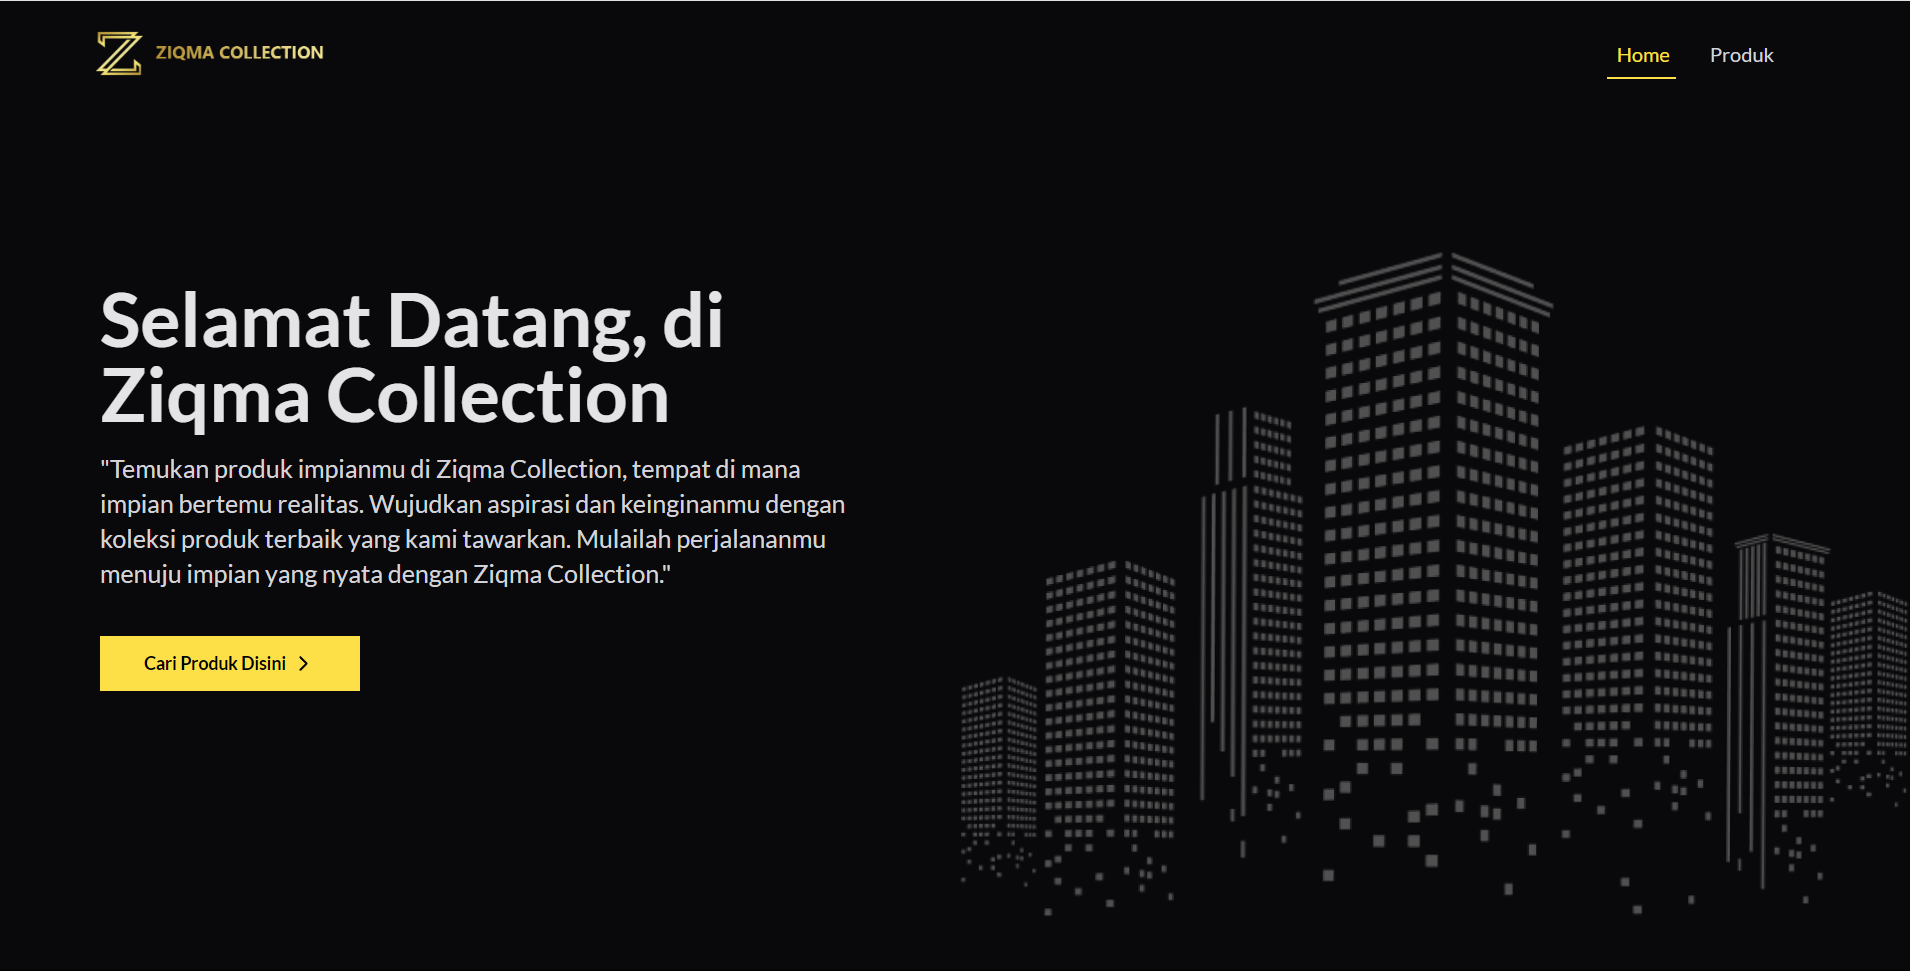 ZIQMA COLLECTION
Home
Produk
Selamat Datang, di
Ziqma Collection
"Temukan produk impianmu di Ziqma Collection, tempat di mana
impian bertemu realitas. Wujudkan aspirasi dan keinginanmu dengan
koleksi produk terbaik yang kami tawarkan. Mulailah perjalananmu
menuju impian yang nyata dengan Ziqma Collection."
Cari Produk Disini